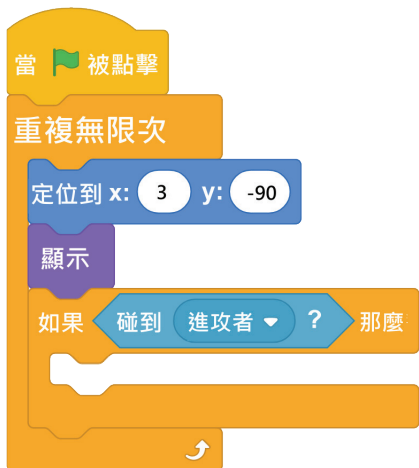 當 被點擊
重複無限次
定位到 x: 3 y: -90
顯示
如果 碰到 進攻者 ? 那麼